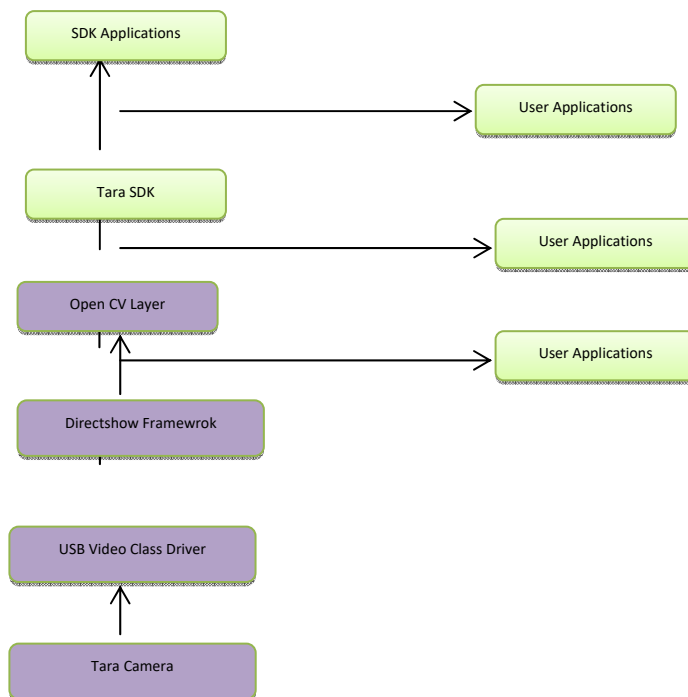 SDK Applications
User Applications
Tara SDK
User Applications
Open CV Layer
User Applications
Directshow Framewrok
USB Video Class Driver
Tara Camera